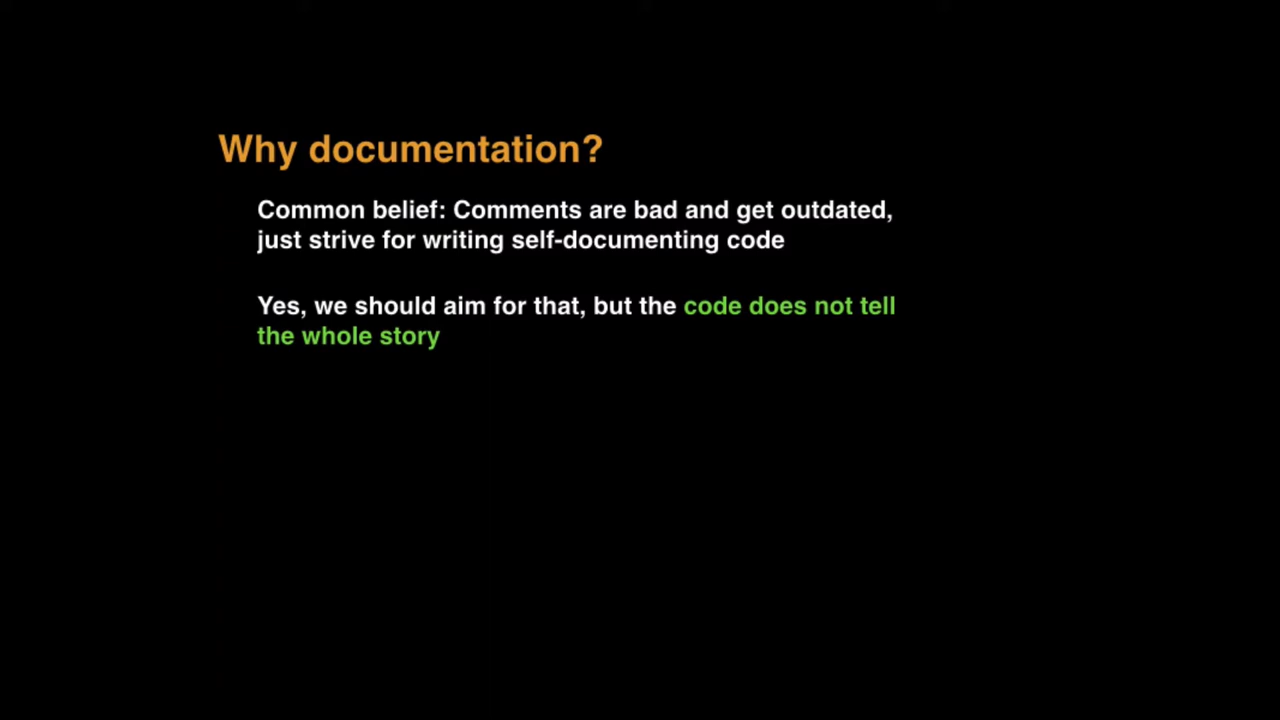 Why documentation?
Common belief: Comments are bad and get outdated,
just strive for writing self-documenting code
Yes, we should aim for that, but the code does not tell
the whole story